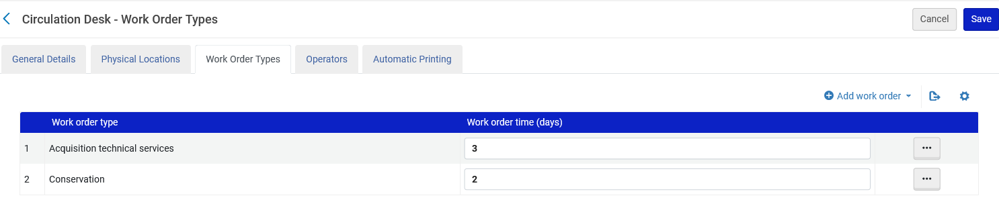 Circulation Desk - Work Order Types
Cancel
Save
General Details
Physical Locations
Work Order Types
Operators
Automatic Printing
Add work order
Work order type
Work order time (days)
1 Acquisition technical services 3
2 Conservation 2